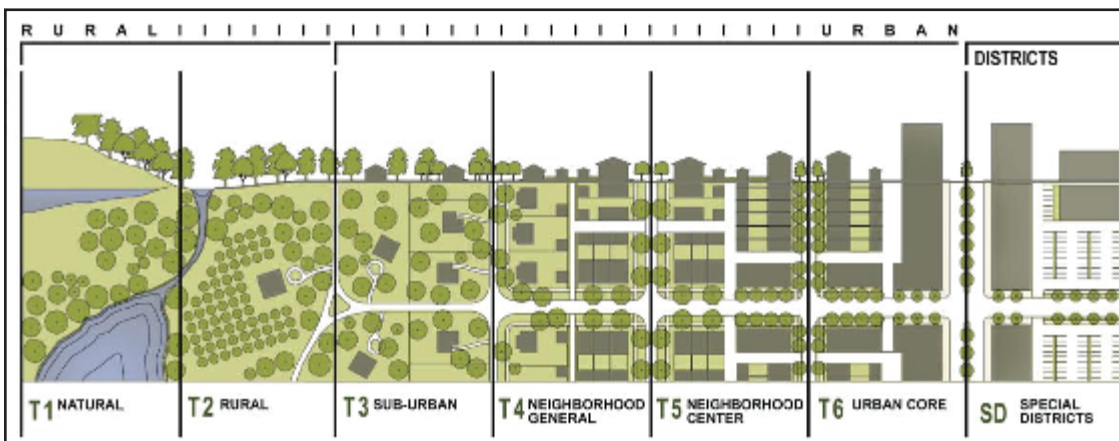 RURAL IIIIIIIIIIIIIIIIIIIIIIIIIII URBAN
DISTRICTS
T1 NATURAL
T2 RURAL
T3 SUB-URBAN
T4 NEIGHBORHOOD
GENERAL
T5 NEIGHBORHOOD
CENTER
T6 URBAN CORE
SD SPECIAL
DISTRICTS